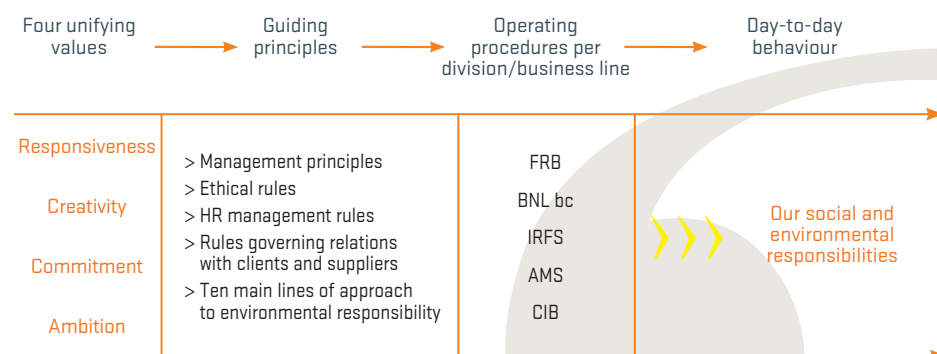 Four unifying
values
Guiding
principles
Operating
procedures per
division/business line
Day-to-day
behaviour
Responsiveness
Creativity
Commitment
Ambition
> Management principles
> Ethical rules
> HR management rules
> Rules governing relations
with clients and suppliers
> Ten main lines of approach
to environmental responsibility
FRB
BNL bc
IRFS
AMS
CIB
Our social and
environmental
responsibilities